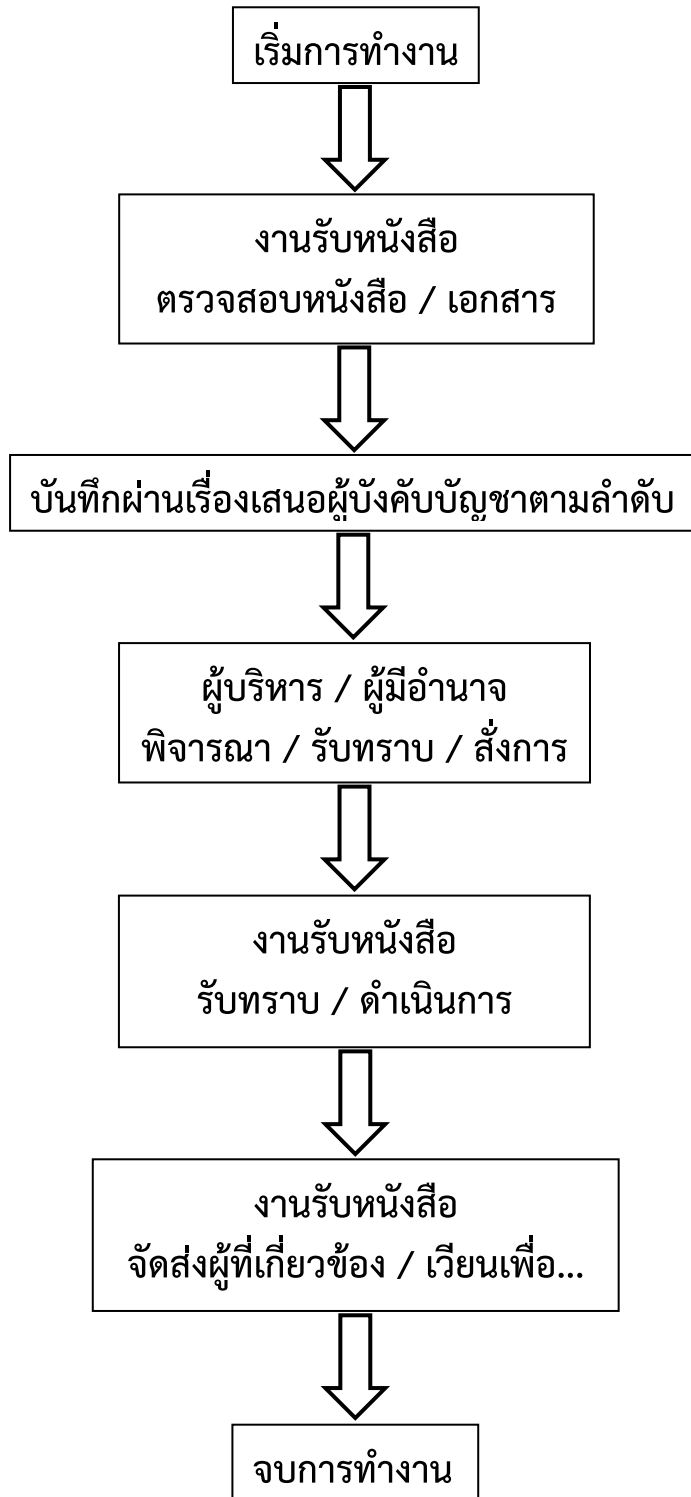 เริ่มการทำงาน
งานรับหนังสือ
ตรวจสอบหนังสือ / เอกสาร
บันทึกผ่านเรื่องเสนอผู้บังคับบัญชาตามลำดับ
ผู้บริหาร / ผู้มีอำนาจ
พิจารณา / รับทราบ / สั่งการ
งานรับหนังสือ
รับทราบ / ดำเนินการ
งานรับหนังสือ
จัดส่งผู้ที่เกี่ยวข้อง / เวียนเพื่อ...
จบการทำงาน